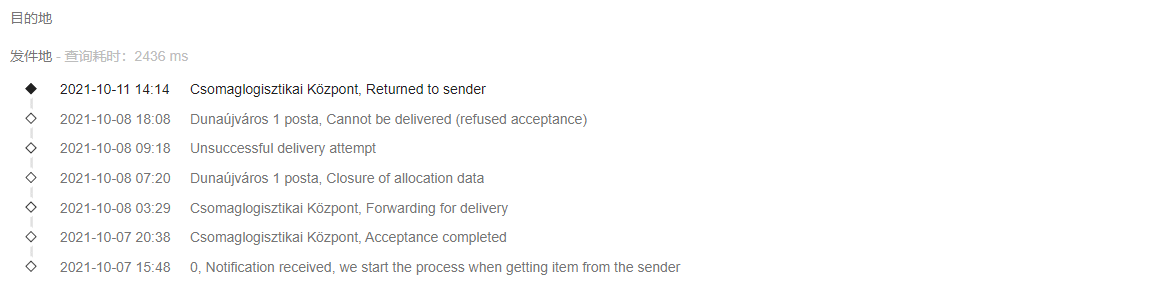 目的地
发件地 - 查询耗时：2436 ms
2021-10-11 14:14 Csomaglogisztikai Központ, Returned to sender
2021-10-08 18:08 Dunaújváros 1 posta, Cannot be delivered (refused acceptance)
2021-10-08 09:18 Unsuccessful delivery attempt
2021-10-08 07:20 Dunaújváros 1 posta, Closure of allocation data
2021-10-08 03:29 Csomaglogisztikai Központ, Forwarding for delivery
2021-10-07 20:38 Csomaglogisztikai Központ, Acceptance completed
2021-10-07 15:48 0, Notification received, we start the process when getting item from the sender